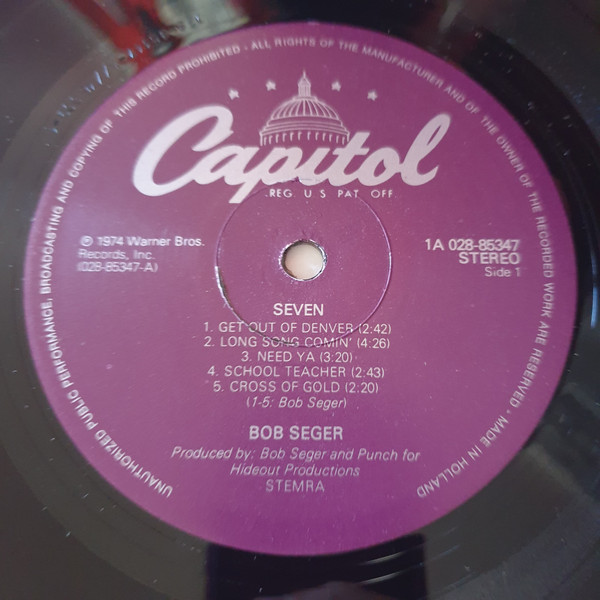 UNAUTHORIZED PUBLIC PERFORMANCE, BROADCASTING AND COPYING OF THIS RECORD PROHIBITED - ALL RIGHTS OF THE MANUFACTURER AND OF THE OWNER OF THE RECORDED WORK ARE RESERVED • MADE IN HOLLAND
Capitol
REG. U.S. PAT. OFF.
℗ 1974 Warner Bros.
Records, Inc.
(028-85347-A)
1A 028-85347
STEREO
Side 1
SEVEN
1. GET OUT OF DENVER (2:42)
2. LONG SONG COMIN' (4:26)
3. NEED YA (3:20)
4. SCHOOL TEACHER (2:43)
5. CROSS OF GOLD (2:20)
(1-5: Bob Seger)
BOB SEGER
Produced by: Bob Seger and Punch for
Hideout Productions
STEMRA